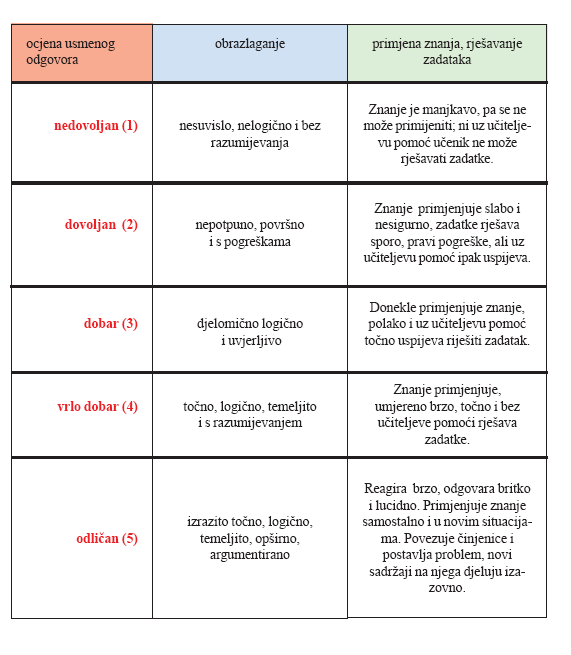 ocjena usmenog
odgovora
obrazlaganje
primjena znanja, rješavanje
zadataka
nedovoljan (1)
nesuvislo, nelogično i bez
razumijevanja
Znanje je manjkavo, pa se ne
može primijeniti; ni uz učitelje-
vu pomoć učenik ne može
rješavati zadatke.
dovoljan (2)
nepotpuno, površno
i s pogreškama
Znanje primjenjuje slabo i
nesigurno, zadatke rješava
sporo, pravi pogreške, ali uz
učiteljevu pomoć ipak uspijeva.
dobar (3)
djelomično logično
i uvjerljivo
Donekle primjenjuje znanje,
polako i uz učiteljevu pomoć
točno uspijeva riješiti zadatak.
vrlo dobar (4)
točno, logično, temeljito
i s razumijevanjem
Znanje primjenjuje,
umjereno brzo, točno i bez
učiteljeve pomoći rješava
zadatke.
odličan (5)
izrazito točno, logično,
temeljito, opširno,
argumentirano
Reagira brzo, odgovara britko
i lucidno. Primjenjuje znanje
samostalno i u novim situacija-
ma. Povezuje činjenice i
postavlja problem, novi
sadržaji na njega djeluju iza-
zovno.